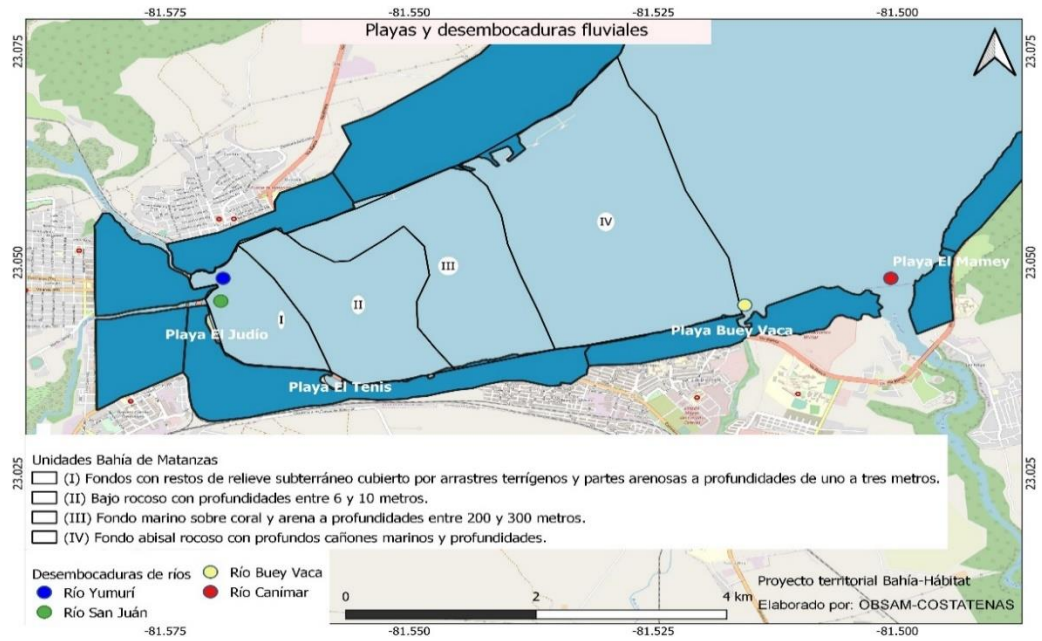 -81.575 -81.550 -81.525 -81.500
Playas y desembocaduras fluviales
23.075 23.075
23.050 23.050
Playa El Mamey
IV
III
II
I
Playa El Judío
Playa Buey Vaca
Playa El Tenis
23.025 23.025
Unidades Bahía de Matanzas
(I) Fondos con restos de relieve subterráneo cubierto por arrastres terrígenos y partes arenosas a profundidades de uno a tres metros.
(II) Bajo rocoso con profundidades entre 6 y 10 metros.
(III) Fondo marino sobre coral y arena a profundidades entre 200 y 300 metros.
(IV) Fondo abisal rocoso con profundos cañones marinos y profundidades.
Desembocaduras de ríos
Río Yumurí
Río San Juán
Río Buey Vaca
Río Canímar
0 2 4 km
Proyecto territorial Bahía-Hábitat
Elaborado por: OBSAM-COSTATENAS
-81.575 -81.550 -81.525 -81.500